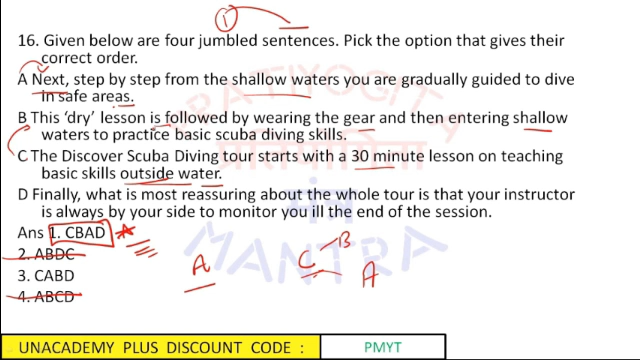 1
16. Given below are four jumbled sentences. Pick the option that gives their
correct order.
A Next, step by step from the shallow waters you are gradually guided to dive
in safe areas.
B This ‘dry’ lesson is followed by wearing the gear and then entering shallow
waters to practice basic scuba diving skills.
C The Discover Scuba Diving tour starts with a 30 minute lesson on teaching
basic skills outside water.
D Finally, what is most reassuring about the whole tour is that your instructor
is always by your side to monitor you ill the end of the session.
Ans 1. CBAD
2. ABDC
3. CABD
4. ABCD
A C B A
PRATIYOGITA
प्रतियोगिता
मंत्र
MANTRA
UNACADEMY PLUS DISCOUNT CODE : PMYT